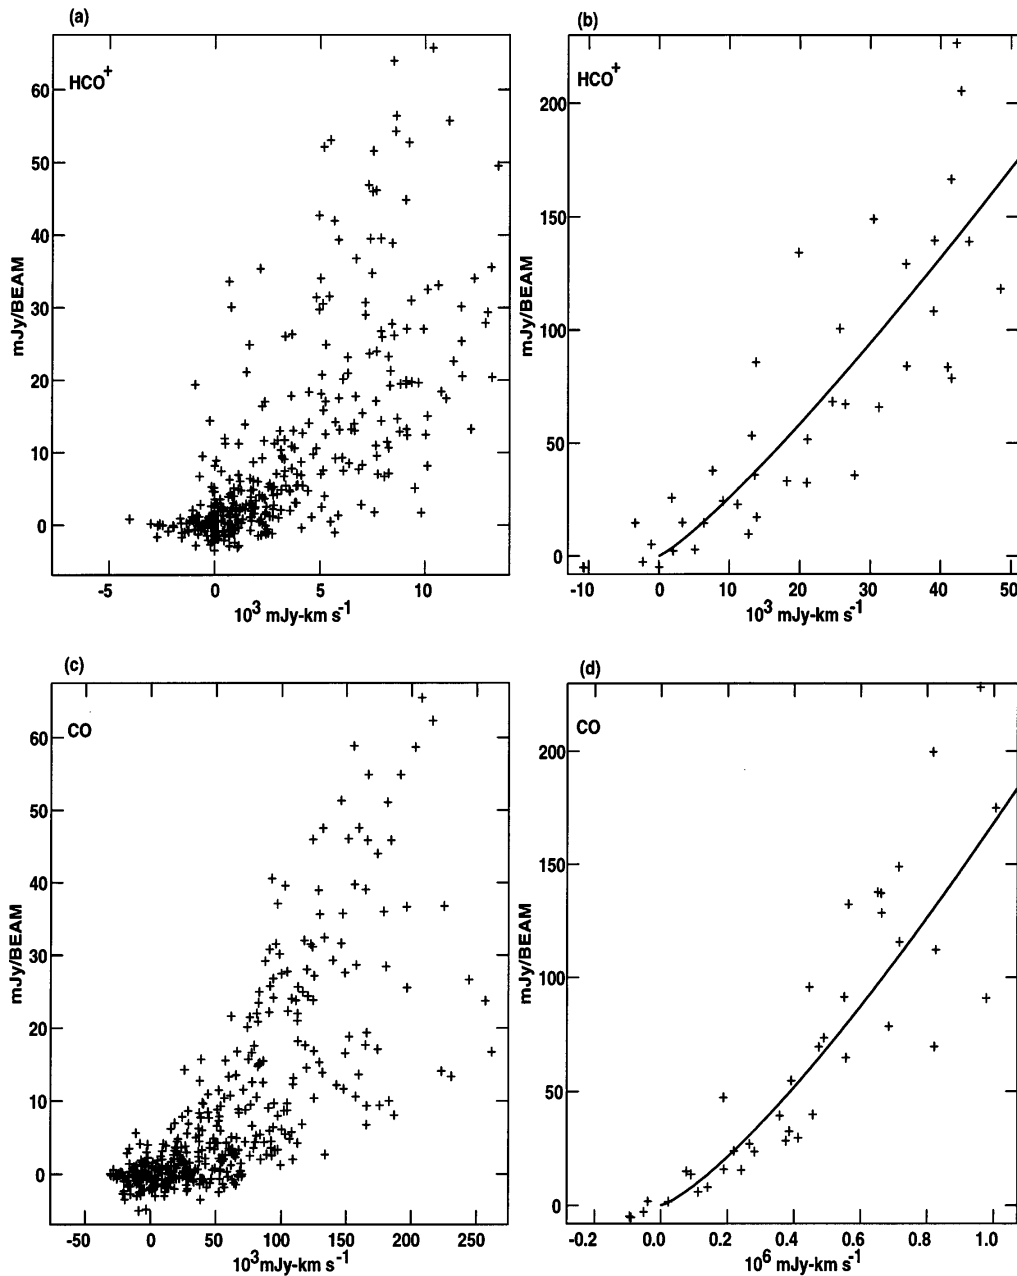 (a)
HCO+
mJy/BEAM
60
50
40
30
20
10
0
-5 0 5 10
10³ mJy-km s⁻¹
(b)
HCO+
mJy/BEAM
200
150
100
50
0
-10 0 10 20 30 40 50
10³ mJy-km s⁻¹
(c)
CO
mJy/BEAM
60
50
40
30
20
10
0
-50 0 50 100 150 200 250
10³mJy-km s⁻¹
(d)
CO
mJy/BEAM
200
150
100
50
0
-0.2 0.0 0.2 0.4 0.6 0.8 1.0
10⁶ mJy-km s⁻¹